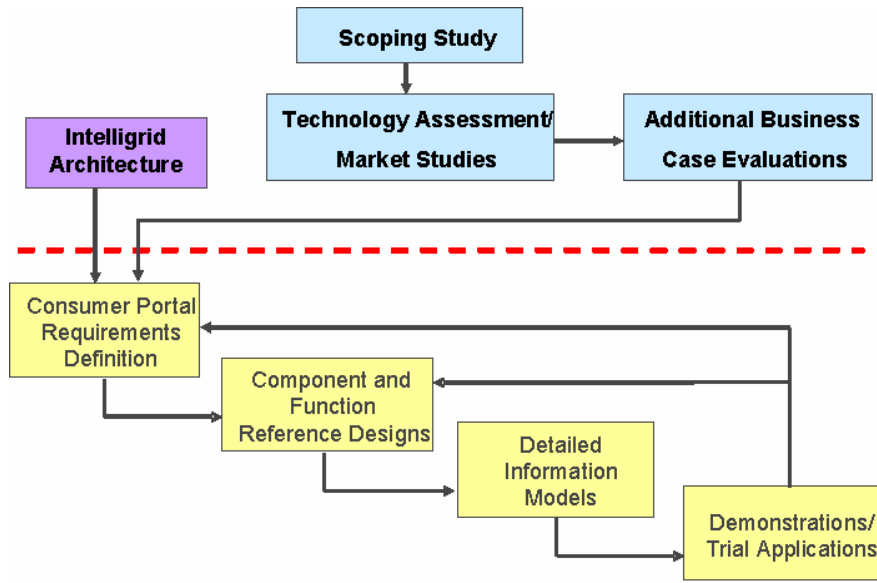 Scoping Study
Technology Assessment/
Market Studies
Additional Business
Case Evaluations
Intelligrid
Architecture
Consumer Portal
Requirements
Definition
Component and
Function
Reference Designs
Detailed
Information
Models
Demonstrations/
Trial Applications